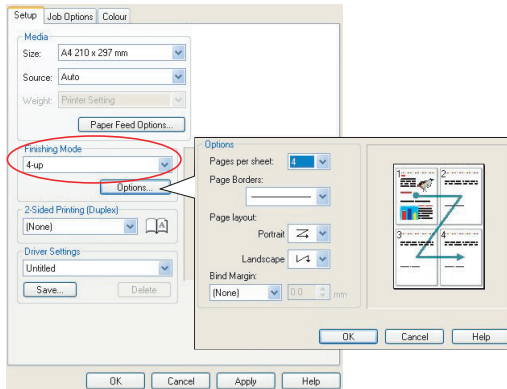 Setup Job Options Colour
Media
Size: A4 210 x 297 mm
Source: Auto
Weight: Printer Setting
Paper Feed Options...
Finishing Mode
4-up
Options...
2-Sided Printing (Duplex)
(None)
A
Driver Settings
Untitled
Save... Delete
OK Cancel Apply Help
Options
Pages per sheet: 4
Page Borders:
Page layout:
Portrait
Landscape
Bind Margin:
(None) 0.0 mm
1 2
3 4
OK Cancel Help